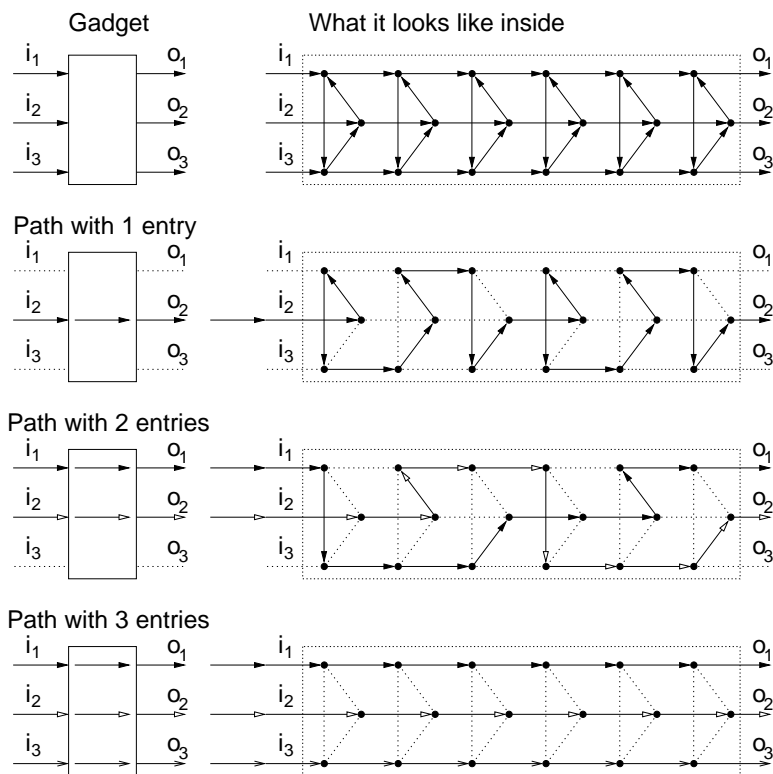 Gadget What it looks like inside
i1 o1 i1 o1
i2 o2 i2 o2
i3 o3 i3 o3
Path with 1 entry
i1 o1 i1 o1
i2 o2 i2 o2
i3 o3 i3 o3
Path with 2 entries
i1 o1 i1 o1
i2 o2 i2 o2
i3 o3 i3 o3
Path with 3 entries
i1 o1 i1 o1
i2 o2 i2 o2
i3 o3 i3 o3